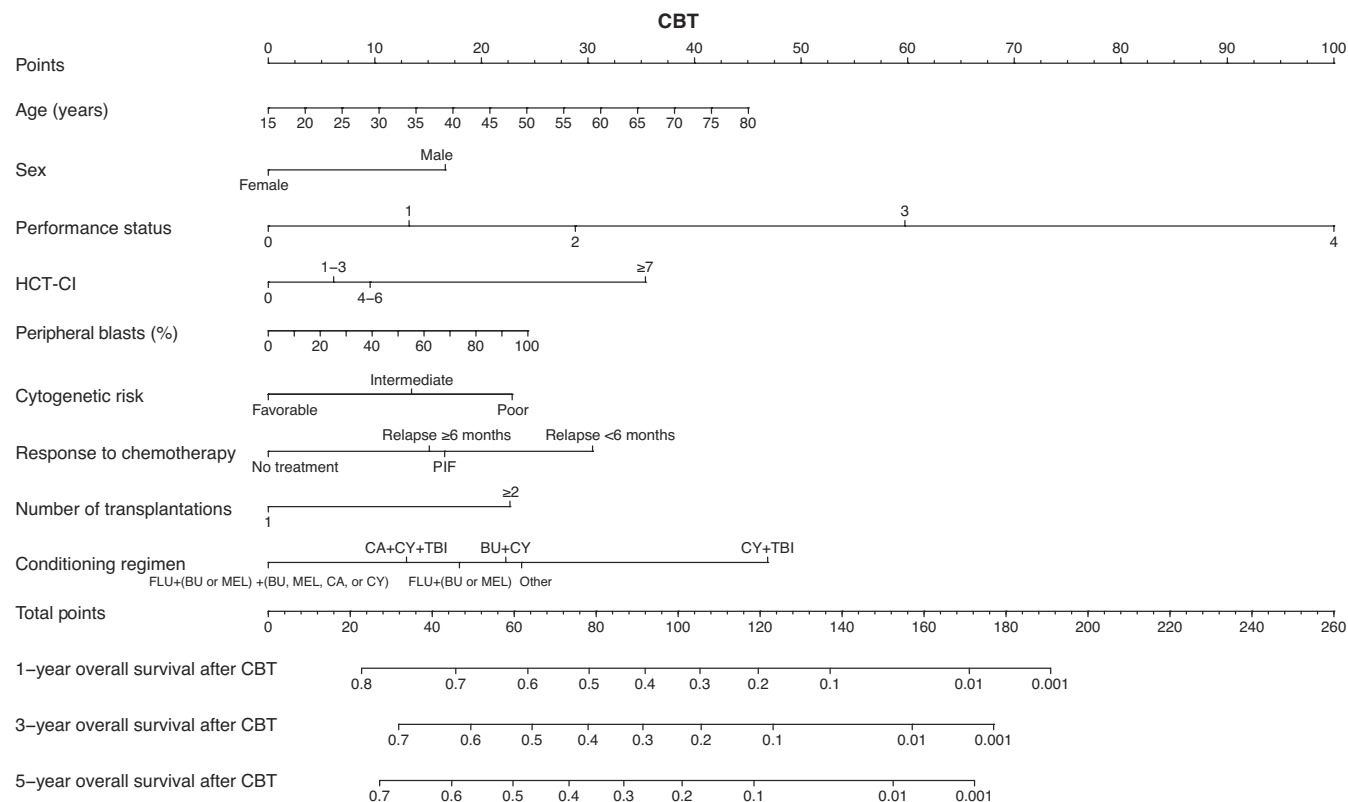 CBT
Points
0 10 20 30 40 50 60 70 80 90 100
Age (years)
15 20 25 30 35 40 45 50 55 60 65 70 75 80
Sex
Male
Female
Performance status
1 3
0 2 4
HCT-CI
1−3 ≥7
0 4−6
Peripheral blasts (%)
0 20 40 60 80 100
Cytogenetic risk
Intermediate
Favorable Poor
Response to chemotherapy
Relapse ≥6 months Relapse <6 months
No treatment PIF
Number of transplantations
≥2
1
Conditioning regimen
CA+CY+TBI BU+CY CY+TBI
FLU+(BU or MEL) +(BU, MEL, CA, or CY) FLU+(BU or MEL) Other
Total points
0 20 40 60 80 100 120 140 160 180 200 220 240 260
1−year overall survival after CBT
0.8 0.7 0.6 0.5 0.4 0.3 0.2 0.1 0.01 0.001
3−year overall survival after CBT
0.7 0.6 0.5 0.4 0.3 0.2 0.1 0.01 0.001
5−year overall survival after CBT
0.7 0.6 0.5 0.4 0.3 0.2 0.1 0.01 0.001